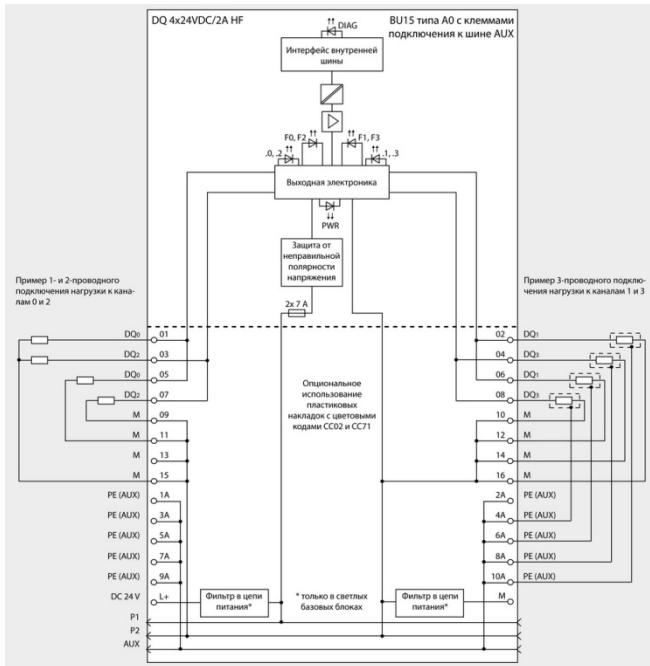 DQ 4x24VDC/2A HF
BU15 типа A0 с клеммами
подключения к шине AUX
DIAG
Интерфейс внутренней
шины
F0, F2
F1, F3
.0, .2
.1, .3
Выходная электроника
PWR
Защита от
неправильной
полярности
напряжения
2x 7 A
Пример 1- и 2-проводного
подключения нагрузки к кана-
лам 0 и 2
Пример 3-проводного подклю-
чения нагрузки к каналам 1 и 3
DQ0 01
02 DQ1
DQ2 03
04 DQ3
DQ0 05
06 DQ1
DQ2 07
08 DQ3
M 09
10 M
M 11
12 M
M 13
14 M
M 15
16 M
Опциональное
использование
пластиковых
накладок с цветовыми
кодами CC02 и CC71
PE (AUX) 1A
2A PE (AUX)
PE (AUX) 3A
4A PE (AUX)
PE (AUX) 5A
6A PE (AUX)
PE (AUX) 7A
8A PE (AUX)
PE (AUX) 9A
10A PE (AUX)
DC 24 V L+
M
Фильтр в цепи
питания*
* только в светлых
базовых блоках
Фильтр в цепи
питания*
P1
P2
AUX